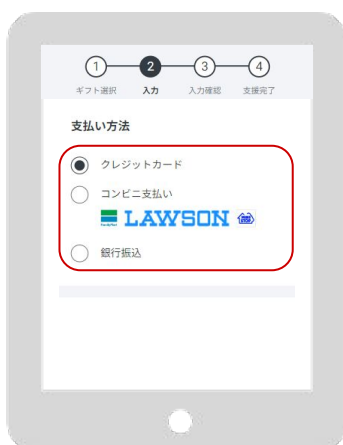 1 2 3 4
ギフト選択 入力 入力確認 支援完了
支払い方法
クレジットカード
コンビニ支払い
LAWSON
銀行振込